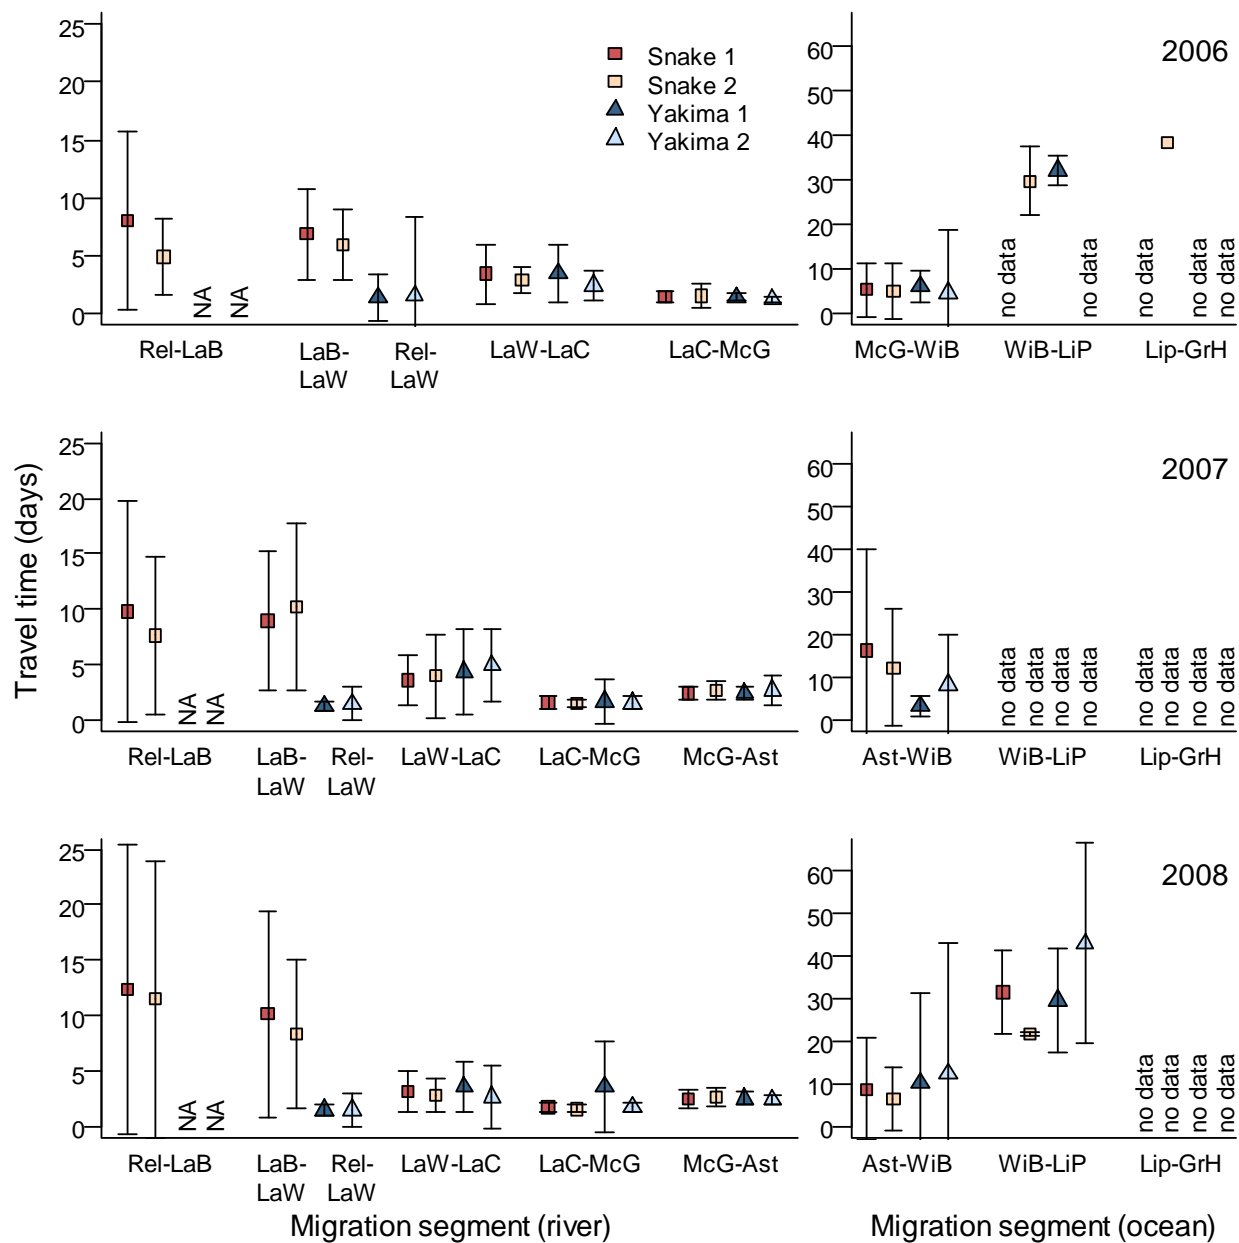 25
20
15
10
5
0
Snake 1
Snake 2
Yakima 1
Yakima 2
NA
NA
Rel-LaB
LaB-
LaW
Rel-
LaW
LaW-LaC
LaC-McG
60
50
40
30
20
10
0
2006
no data
no data
no data
no data
no data
McG-WiB
WiB-LiP
Lip-GrH
Travel time (days)
25
20
15
10
5
0
NA
NA
Rel-LaB
LaB-
LaW
Rel-
LaW
LaW-LaC
LaC-McG
McG-Ast
60
50
40
30
20
10
0
2007
no data
no data
no data
no data
no data
no data
no data
no data
Ast-WiB
WiB-LiP
Lip-GrH
25
20
15
10
5
0
NA
NA
Rel-LaB
LaB-
LaW
Rel-
LaW
LaW-LaC
LaC-McG
McG-Ast
Migration segment (river)
60
50
40
30
20
10
0
2008
no data
no data
no data
no data
Ast-WiB
WiB-LiP
Lip-GrH
Migration segment (ocean)